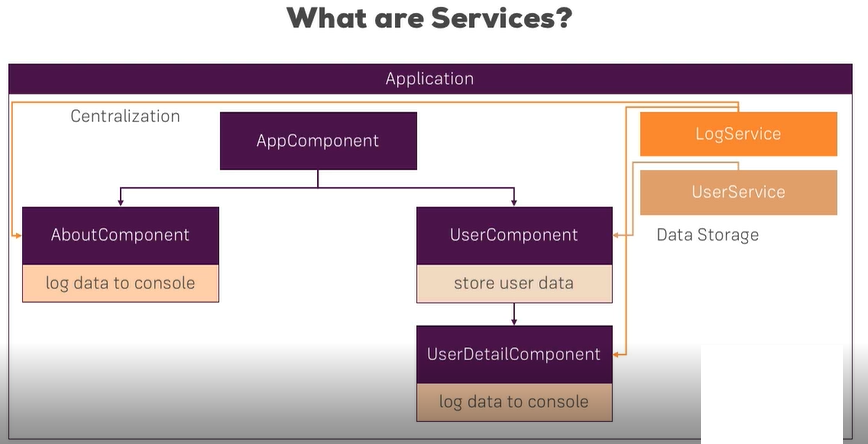 What are Services?
Application
Centralization
AppComponent
LogService
UserService
AboutComponent
UserComponent
Data Storage
log data to console
store user data
UserDetailComponent
log data to console